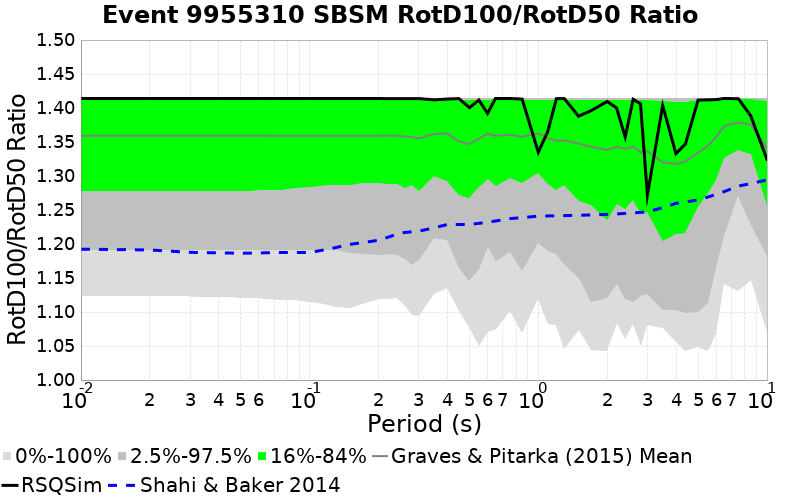 Event 9955310 SBSM RotD100/RotD50 Ratio
RotD100/RotD50 Ratio
1.50
1.45
1.40
1.35
1.30
1.25
1.20
1.15
1.10
1.05
1.00
10-2 2 3 4 5 6 10-1 2 3 4 5 6 7 100 2 3 4 5 6 7 101
Period (s)
0%-100% 2.5%-97.5% 16%-84% Graves & Pitarka (2015) Mean
RSQSim Shahi & Baker 2014